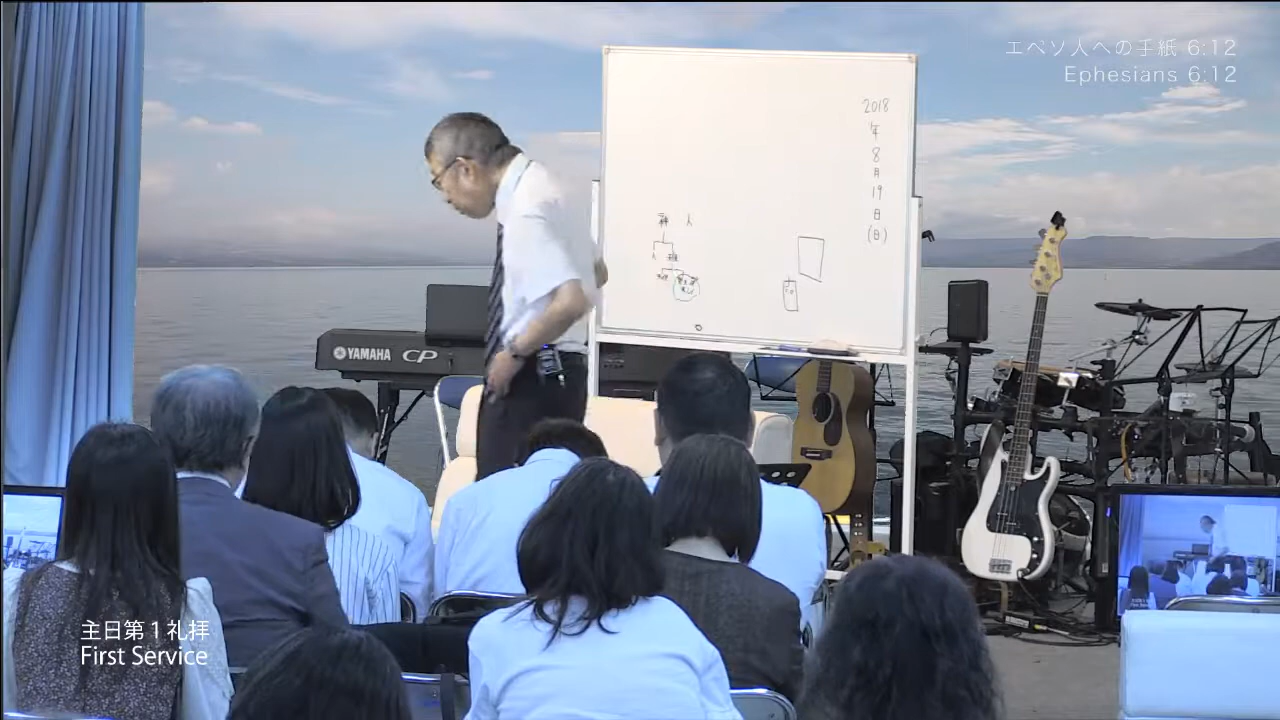 エペソ人への手紙 6:12
Ephesians 6:12
2018
年
8
月
19
日
(日)
神 人
YAMAHA CP
主日第1礼拝
First Service